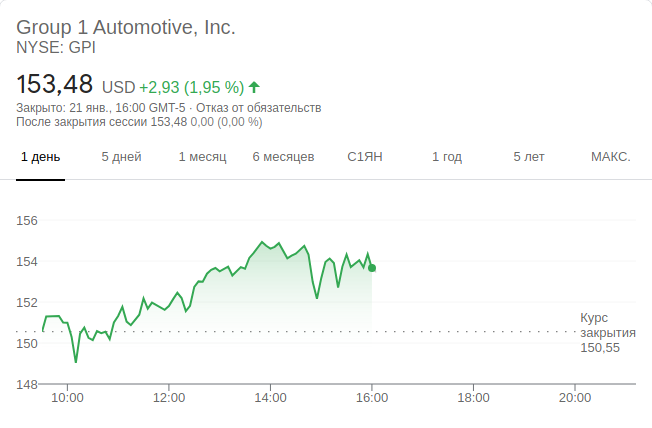 Group 1 Automotive, Inc.
NYSE: GPI
153,48 USD +2,93 (1,95 %)
Закрыто: 21 янв., 16:00 GMT-5 · Отказ от обязательств
После закрытия сессии 153,48 0,00 (0,00 %)
1 день 5 дней 1 месяц 6 месяцев С1ЯН 1 год 5 лет МАКС.
156
154
152
Курс
закрытия
150
150,55
148
10:00 12:00 14:00 16:00 18:00 20:00